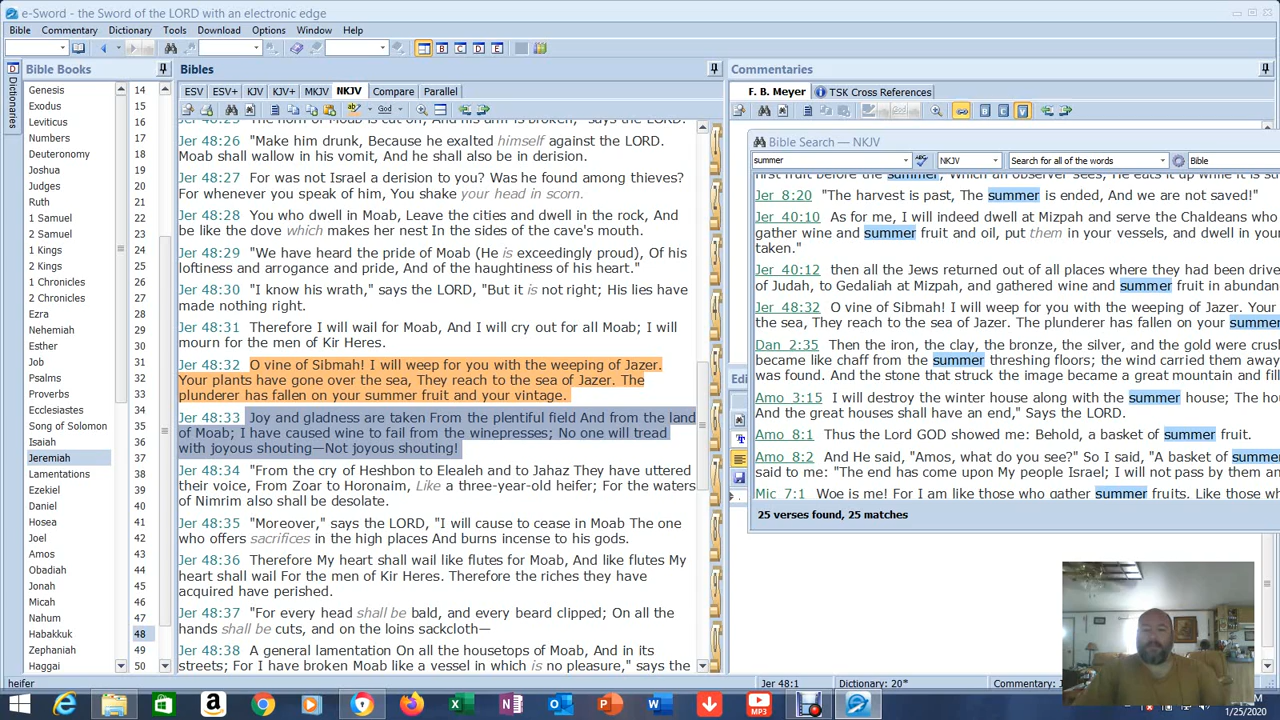 e-Sword - the Sword of the LORD with an electronic edge
Bible Commentary Dictionary Tools Download Options Window Help
Bible Books
Genesis
Exodus
Leviticus
Numbers
Deuteronomy
Joshua
Judges
Ruth
1 Samuel
2 Samuel
1 Kings
2 Kings
1 Chronicles
2 Chronicles
Ezra
Nehemiah
Esther
Job
Psalms
Proverbs
Ecclesiastes
Song of Solomon
Isaiah
Jeremiah
Lamentations
Ezekiel
Daniel
Hosea
Joel
Amos
Obadiah
Jonah
Micah
Nahum
Habakkuk
Zephaniah
Haggai
14
15
16
17
18
19
20
21
22
23
24
25
26
27
28
29
30
31
32
33
34
35
36
37
38
39
40
41
42
43
44
45
46
47
48
49
50
Dictionaries
Bibles
ESV ESV+ KJV KJV+ MKJV NKJV Compare Parallel
Jer 48:26 "Make him drunk, Because he exalted himself against the LORD.
Moab shall wallow in his vomit, And he shall also be in derision.
Jer 48:27 For was not Israel a derision to you? Was he found among thieves?
For whenever you speak of him, You shake your head in scorn.
Jer 48:28 You who dwell in Moab, Leave the cities and dwell in the rock, And
be like the dove which makes her nest In the sides of the cave's mouth.
Jer 48:29 "We have heard the pride of Moab (He is exceedingly proud), Of his
loftiness and arrogance and pride, And of the haughtiness of his heart."
Jer 48:30 "I know his wrath," says the LORD, "But it is not right; His lies have
made nothing right.
Jer 48:31 Therefore I will wail for Moab, And I will cry out for all Moab; I will
mourn for the men of Kir Heres.
Jer 48:32 O vine of Sibmah! I will weep for you with the weeping of Jazer.
Your plants have gone over the sea, They reach to the sea of Jazer. The
plunderer has fallen on your summer fruit and your vintage.
Jer 48:33 Joy and gladness are taken From the plentiful field And from the land
of Moab; I have caused wine to fail from the winepresses; No one will tread
with joyous shouting—Not joyous shouting!
Jer 48:34 "From the cry of Heshbon to Elealeh and to Jahaz They have uttered
their voice, From Zoar to Horonaim, Like a three-year-old heifer; For the waters
of Nimrim also shall be desolate.
Jer 48:35 "Moreover," says the LORD, "I will cause to cease in Moab The one
who offers sacrifices in the high places And burns incense to his gods.
Jer 48:36 Therefore My heart shall wail like flutes for Moab, And like flutes My
heart shall wail For the men of Kir Heres. Therefore the riches they have
acquired have perished.
Jer 48:37 "For every head shall be bald, and every beard clipped; On all the
hands shall be cuts, and on the loins sackcloth—
Jer 48:38 A general lamentation On all the housetops of Moab, And in its
streets; For I have broken Moab like a vessel in which is no pleasure," says the
Commentaries
F. B. Meyer TSK Cross References
Bible Search — NKJV
summer NKJV Search for all of the words Bible
first fruit before the summer, Which an observer sees, He eats it up while it is
Jer 8:20 "The harvest is past, The summer is ended, And we are not saved!"
Jer 40:10 As for me, I will indeed dwell at Mizpah and serve the Chaldeans who
gather wine and summer fruit and oil, put them in your vessels, and dwell in your
taken."
Jer 40:12 then all the Jews returned out of all places where they had been
of Judah, to Gedaliah at Mizpah, and gathered wine and summer fruit in
Jer 48:32 O vine of Sibmah! I will weep for you with the weeping of Jazer. Your
the sea, They reach to the sea of Jazer. The plunderer has fallen on your summer
Dan 2:35 Then the iron, the clay, the bronze, the silver, and the gold were
became like chaff from the summer threshing floors; the wind carried them away
was found. And the stone that struck the image became a great mountain and
Amo 3:15 I will destroy the winter house along with the summer house; The
And the great houses shall have an end," Says the LORD.
Amo 8:1 Thus the Lord GOD showed me: Behold, a basket of summer fruit.
Amo 8:2 And He said, "Amos, what do you see?" So I said, "A basket of summer
said to me: "The end has come upon My people Israel; I will not pass by them
Mic 7:1 Woe is me! For I am like those who gather summer fruits, Like those
25 verses found, 25 matches
heifer
Jer 48:1 Dictionary: 20* Commentary:
MP3
1/25/2020